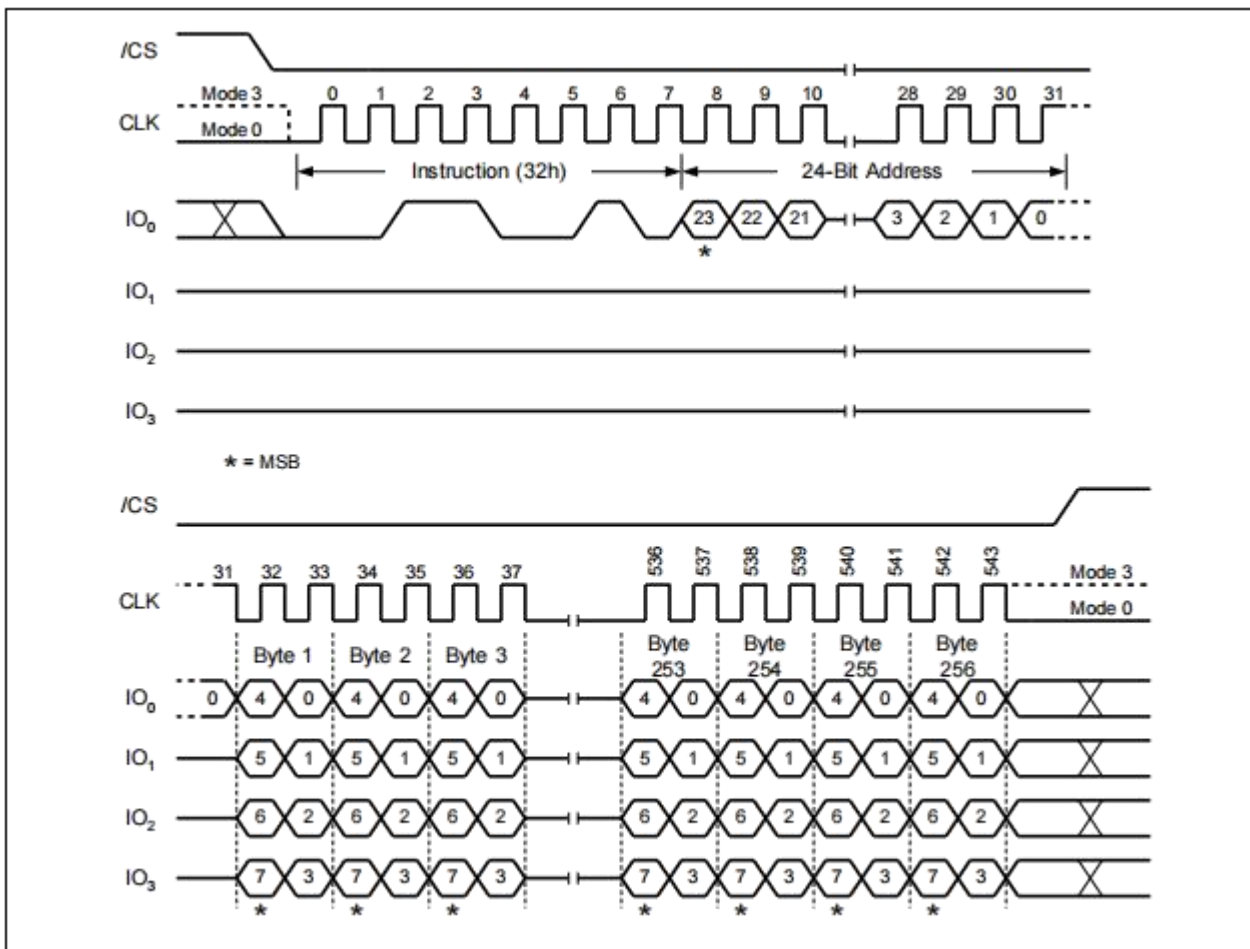 /CS
Mode 3 0 1 2 3 4 5 6 7 8 9 10 28 29 30 31
CLK
Mode 0
Instruction (32h) 24-Bit Address
IO0 23 22 21 3 2 1 0
*
IO1
IO2
IO3
* = MSB
/CS
31 32 33 34 35 36 37 536 537 538 539 540 541 542 543
Mode 3
CLK
Mode 0
Byte 1 Byte 2 Byte 3 Byte 253 Byte 254 Byte 255 Byte 256
IO0 0 4 0 4 0 4 0 4 0 4 0 4 0 4 0
IO1 5 1 5 1 5 1 5 1 5 1 5 1 5 1
IO2 6 2 6 2 6 2 6 2 6 2 6 2 6 2
IO3 7 3 7 3 7 3 7 3 7 3 7 3 7 3
* * * * * * *